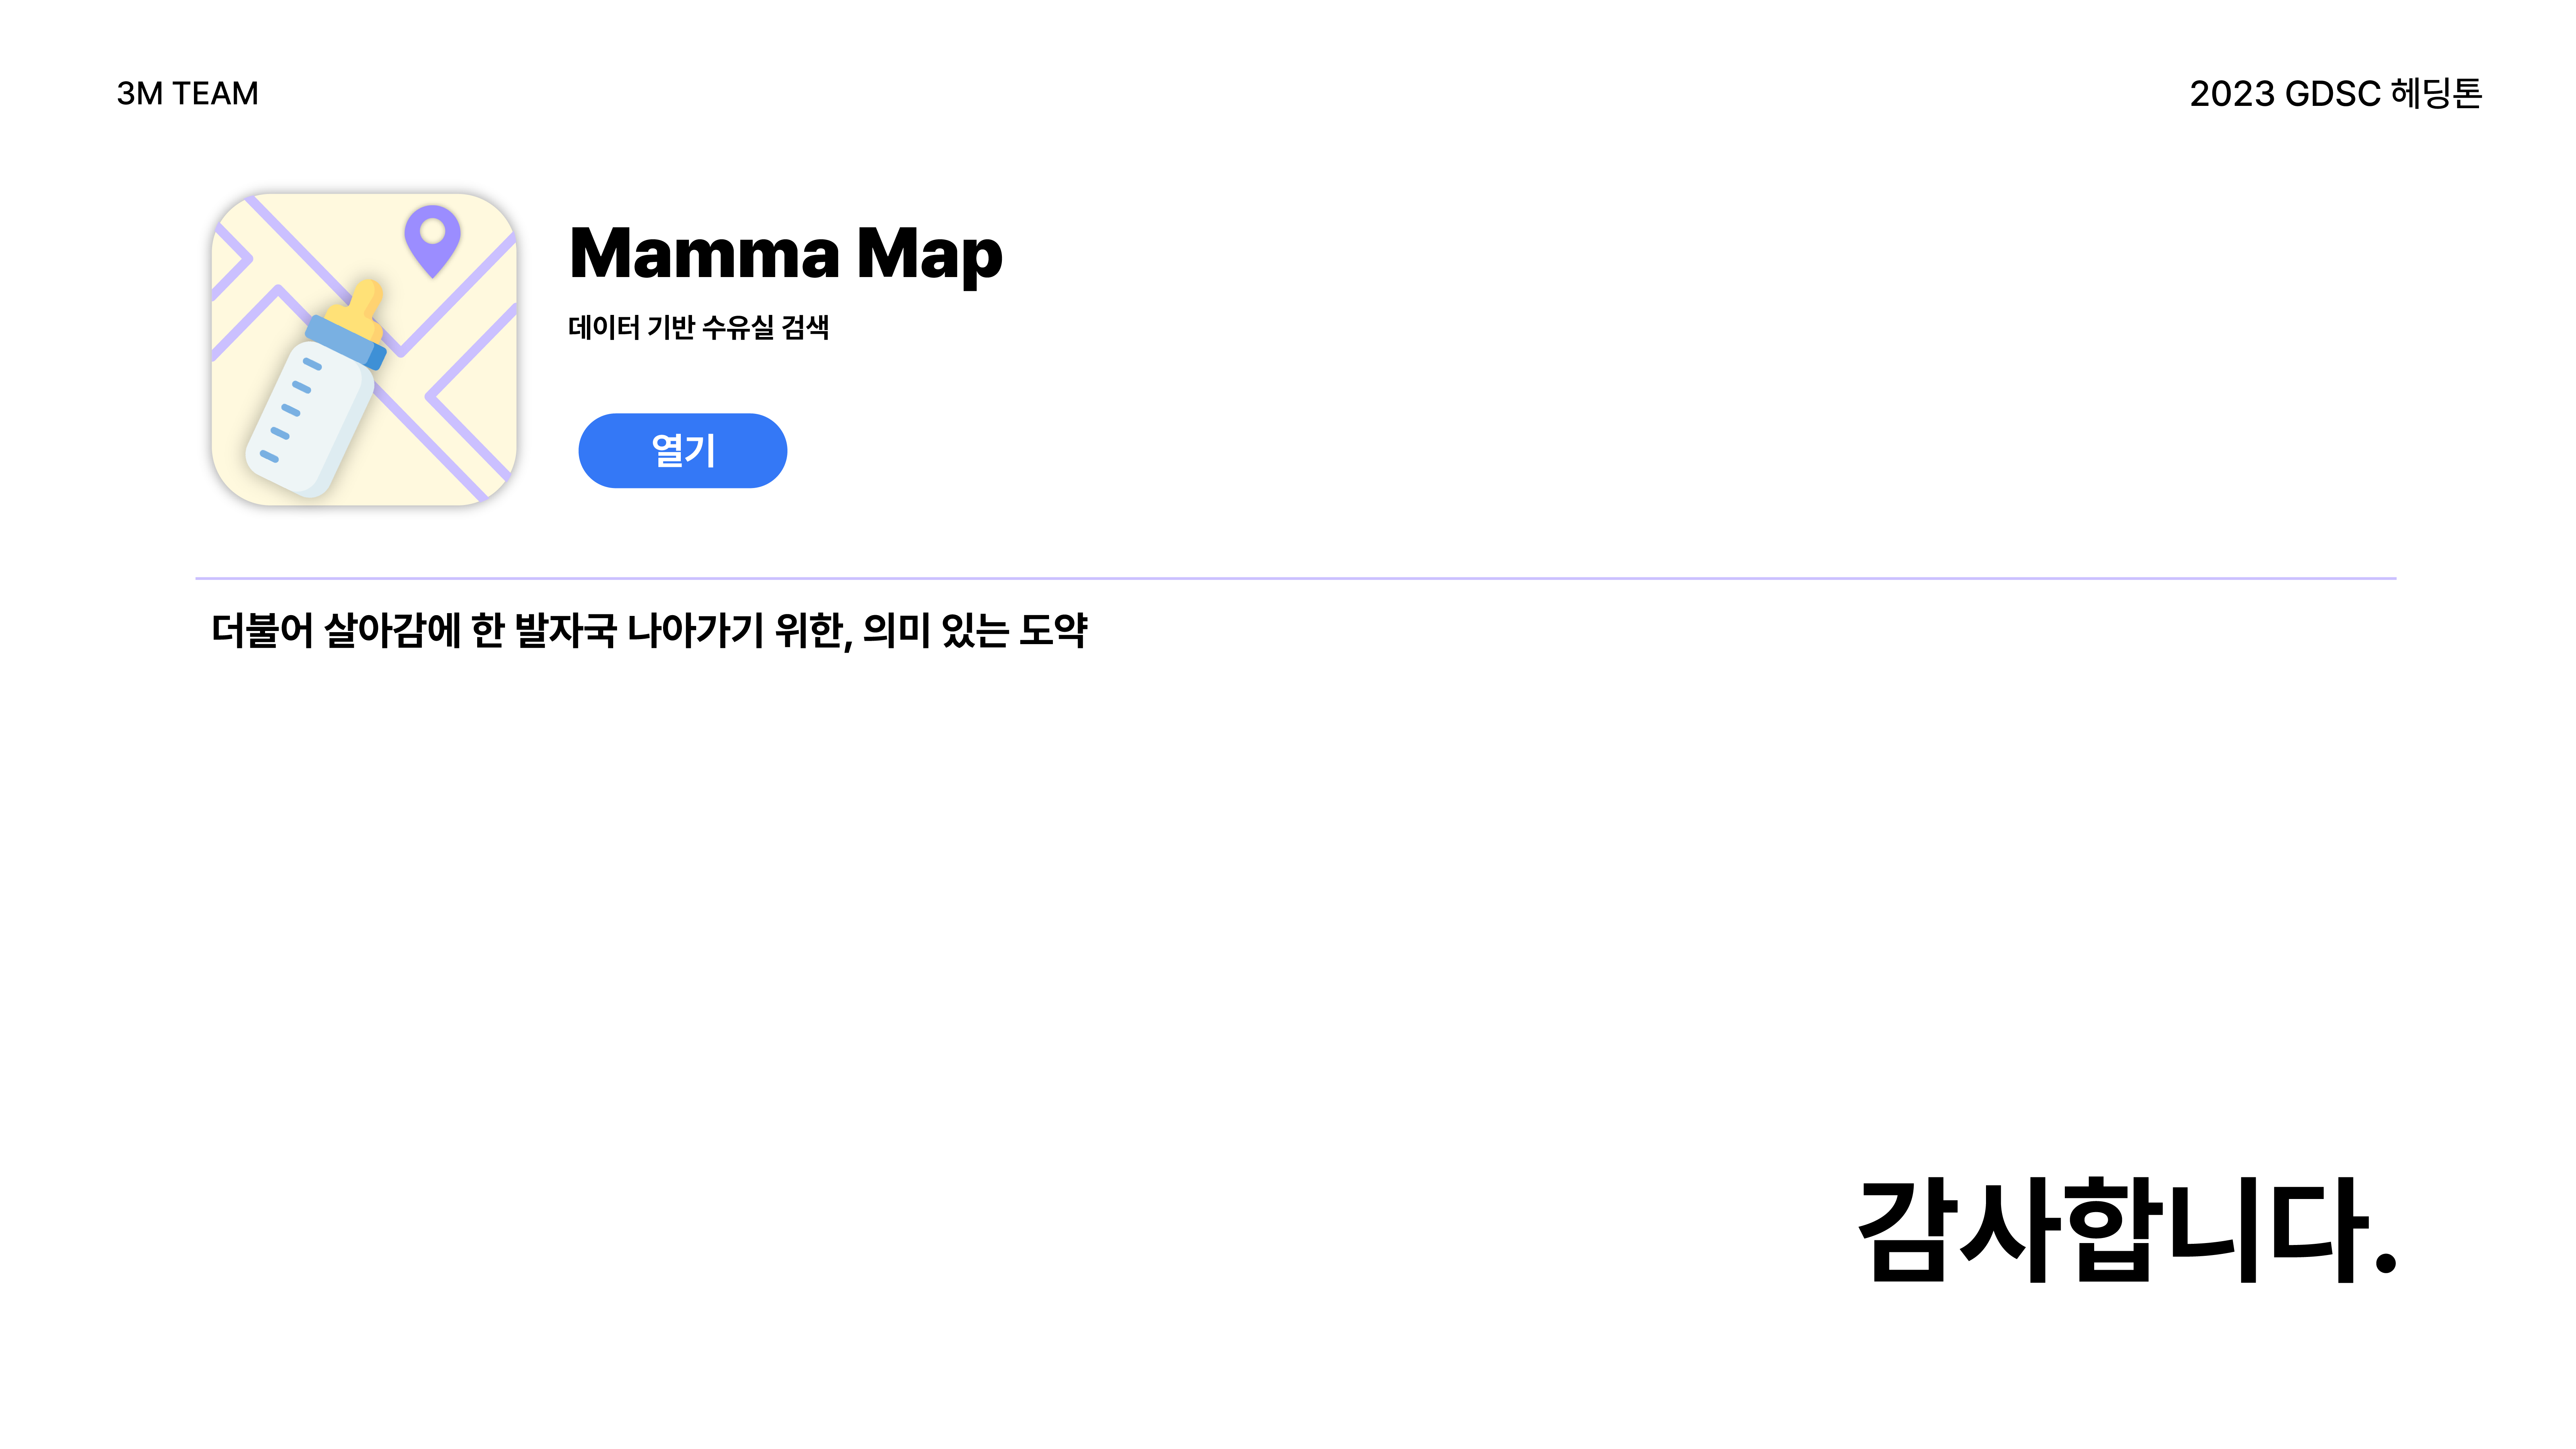 3M TEAM
2023 GDSC 헤딩톤
Mamma Map
데이터 기반 수유실 검색
열기
더불어 살아감에 한 발자국 나아가기 위한, 의미 있는 도약
감사합니다.